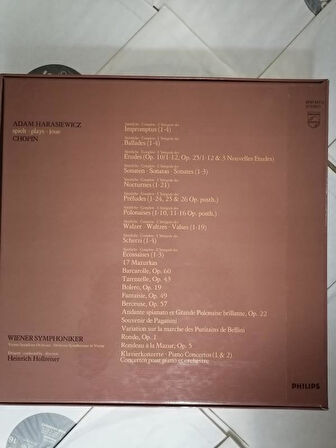 ADAM HARASIEWICZ
spielt · plays · joue
CHOPIN
Impromptus (1-4)
Ballades (1-4)
Etudes (Op. 10/1-12, Op. 25/1-12 & 3 Nouvelles Etudes)
Sonaten · Sonatas · Sonates (1-3)
Nocturnes (1-21)
Préludes (1-24, 25 & 26 Op. posth.)
Polonaises (1-10, 11-16 Op. posth.)
Walzer · Waltzes · Valses (1-19)
Scherzi (1-4)
Ecossaises (1-3)
17 Mazurkas
Barcarolle, Op. 60
Tarentelle, Op. 43
Bolero, Op. 19
Fantaisie, Op. 49
Berceuse, Op. 57
Andante spianato et Grande Polonaise brillante, Op. 22
Souvenir de Paganini
Variation sur la marche des Puritains de Bellini
Rondo, Op. 1
Rondeau à la Mazur, Op. 5
Klavierkonzerte · Piano Concertos (1 & 2)
Concertos pour piano et orchestre
WIENER SYMPHONIKER
Heinrich Hollreiser
PHILIPS